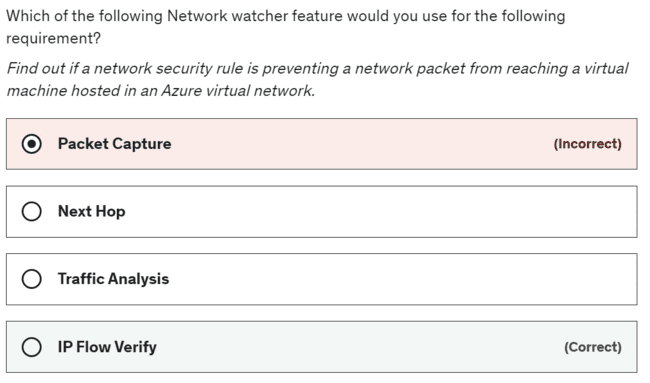 Which of the following Network watcher feature would you use for the following
requirement?
Find out if a network security rule is preventing a network packet from reaching a virtual
machine hosted in an Azure virtual network.
Packet Capture (Incorrect)
Next Hop
Traffic Analysis
IP Flow Verify (Correct)